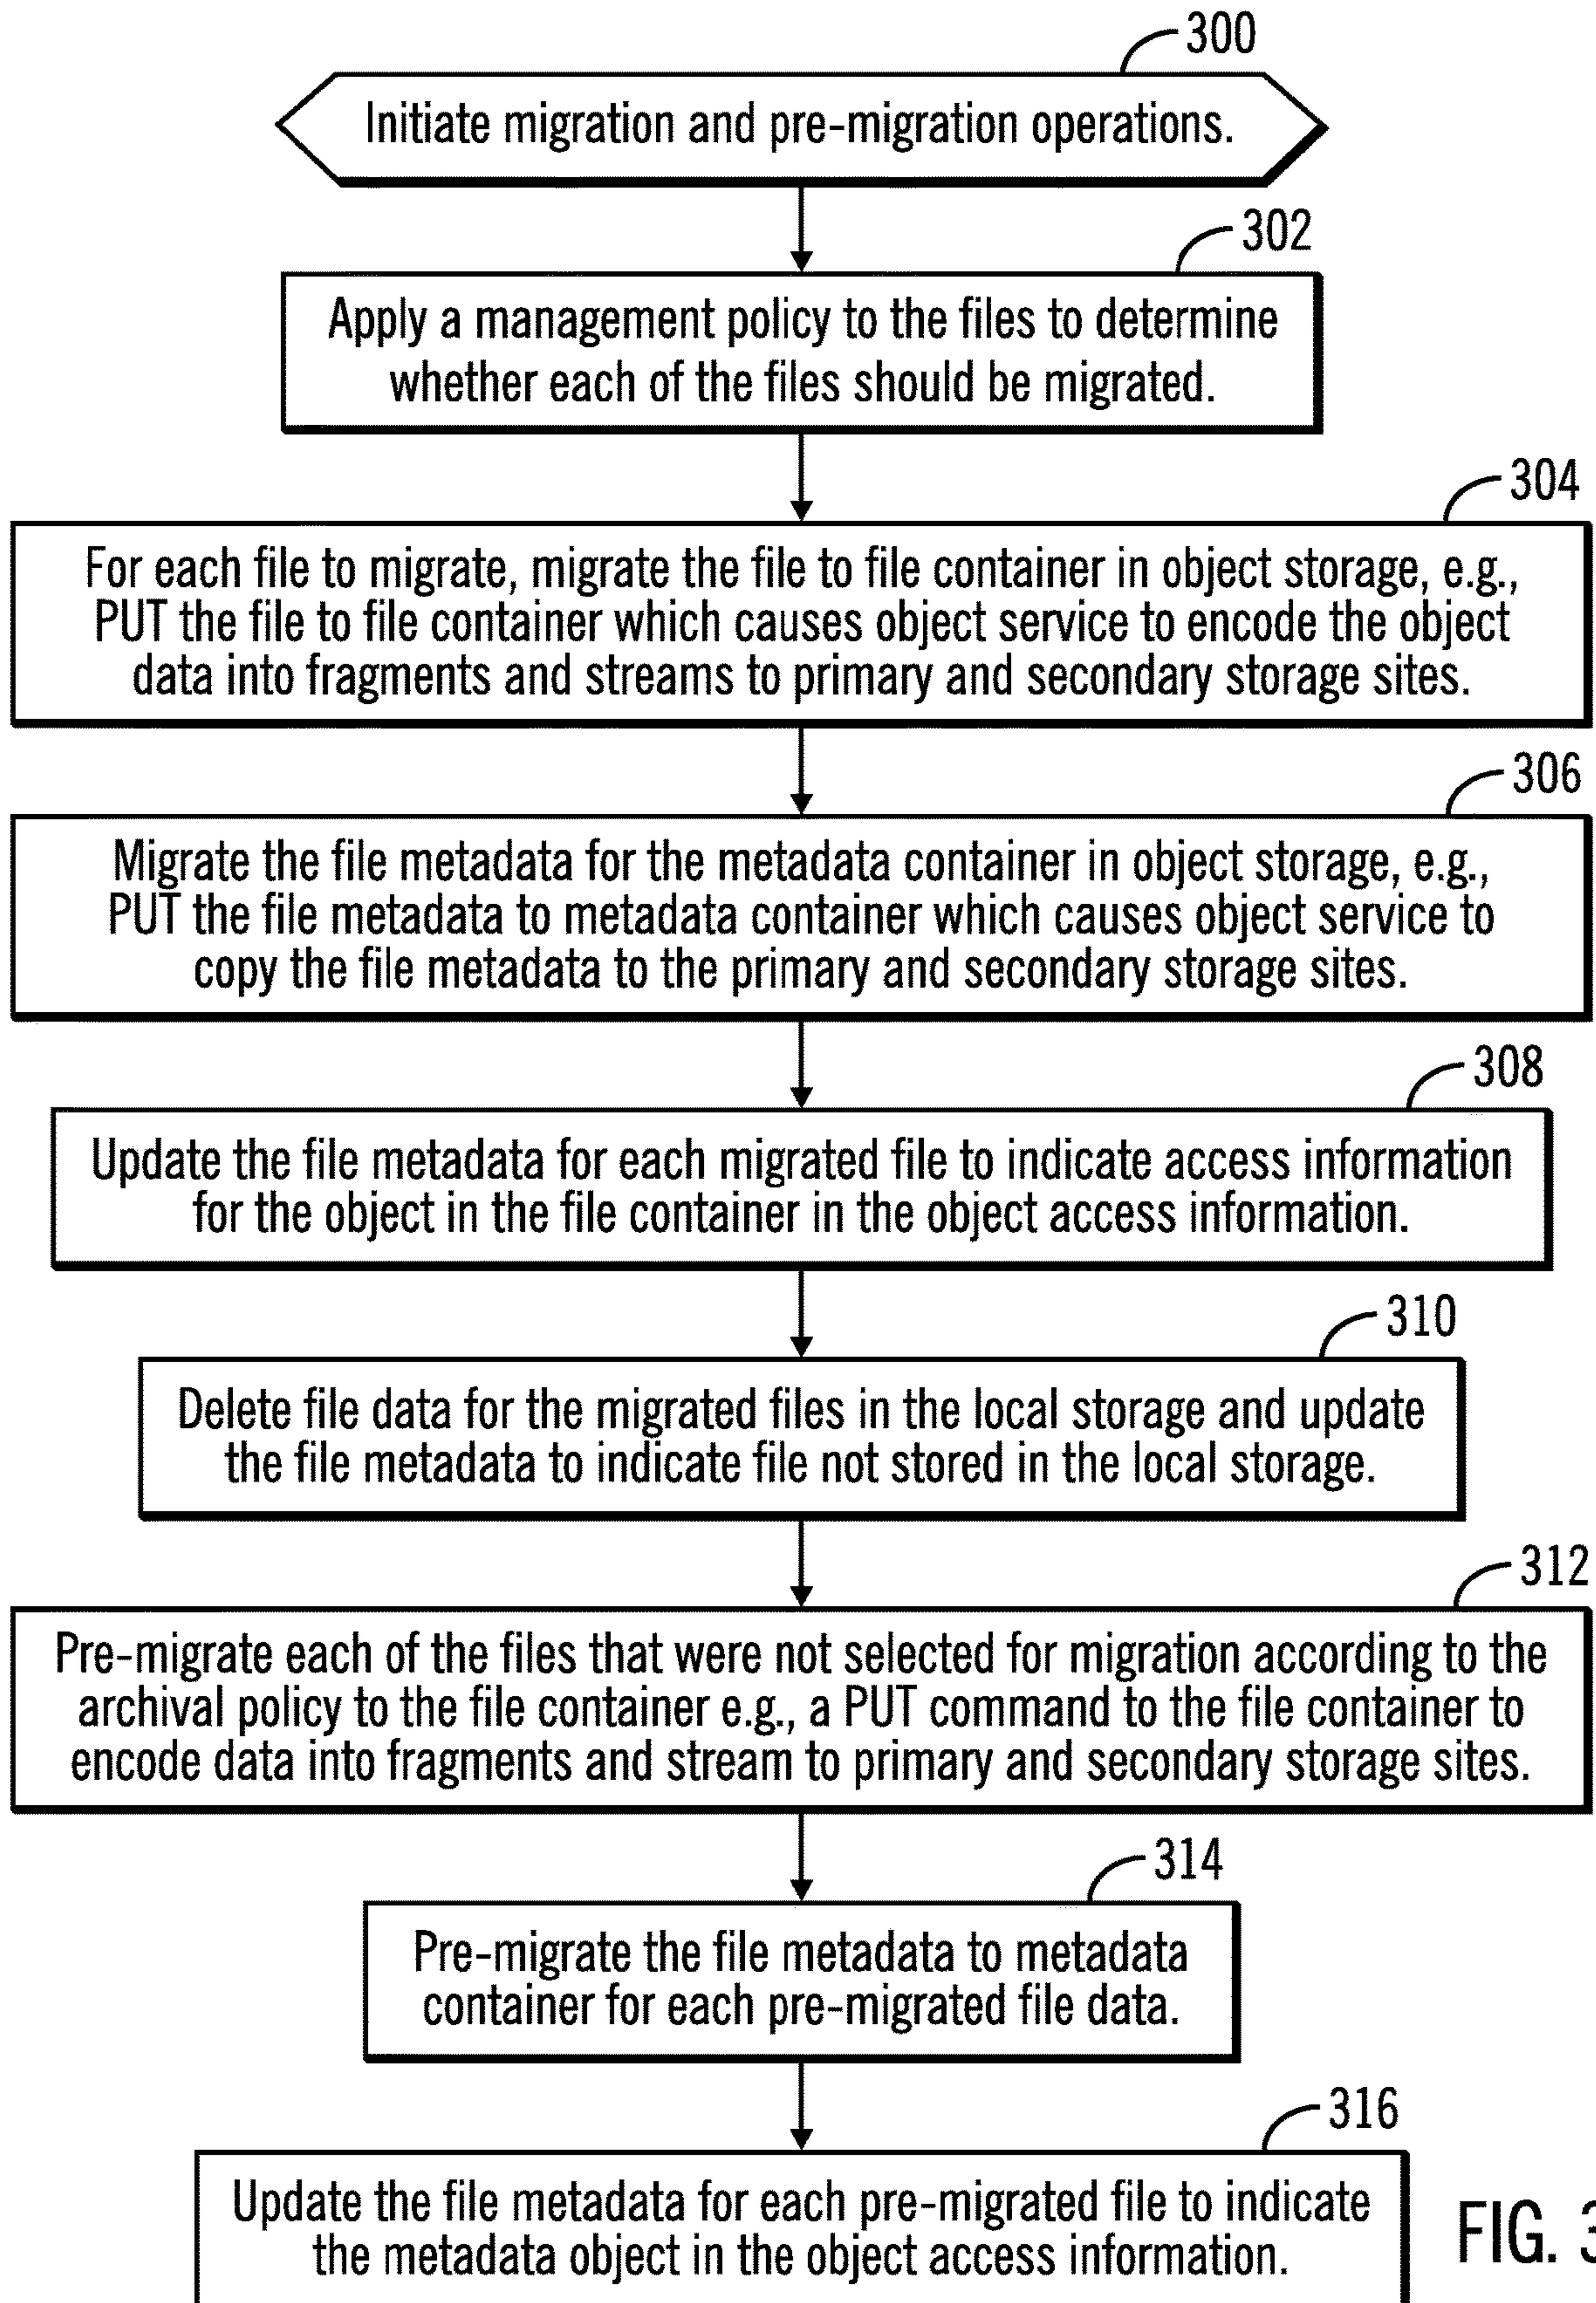 300
Initiate migration and pre-migration operations.
302
Apply a management policy to the files to determine
whether each of the files should be migrated.
304
For each file to migrate, migrate the file to file container in object storage, e.g.,
PUT the file to file container which causes object service to encode the object
data into fragments and streams to primary and secondary storage sites.
306
Migrate the file metadata for the metadata container in object storage, e.g.,
PUT the file metadata to metadata container which causes object service to
copy the file metadata to the primary and secondary storage sites.
308
Update the file metadata for each migrated file to indicate access information
for the object in the file container in the object access information.
310
Delete file data for the migrated files in the local storage and update
the file metadata to indicate file not stored in the local storage.
312
Pre-migrate each of the files that were not selected for migration according to the
archival policy to the file container e.g., a PUT command to the file container to
encode data into fragments and stream to primary and secondary storage sites.
314
Pre-migrate the file metadata to metadata
container for each pre-migrated file data.
316
Update the file metadata for each pre-migrated file to indicate
the metadata object in the object access information.
FIG. 3